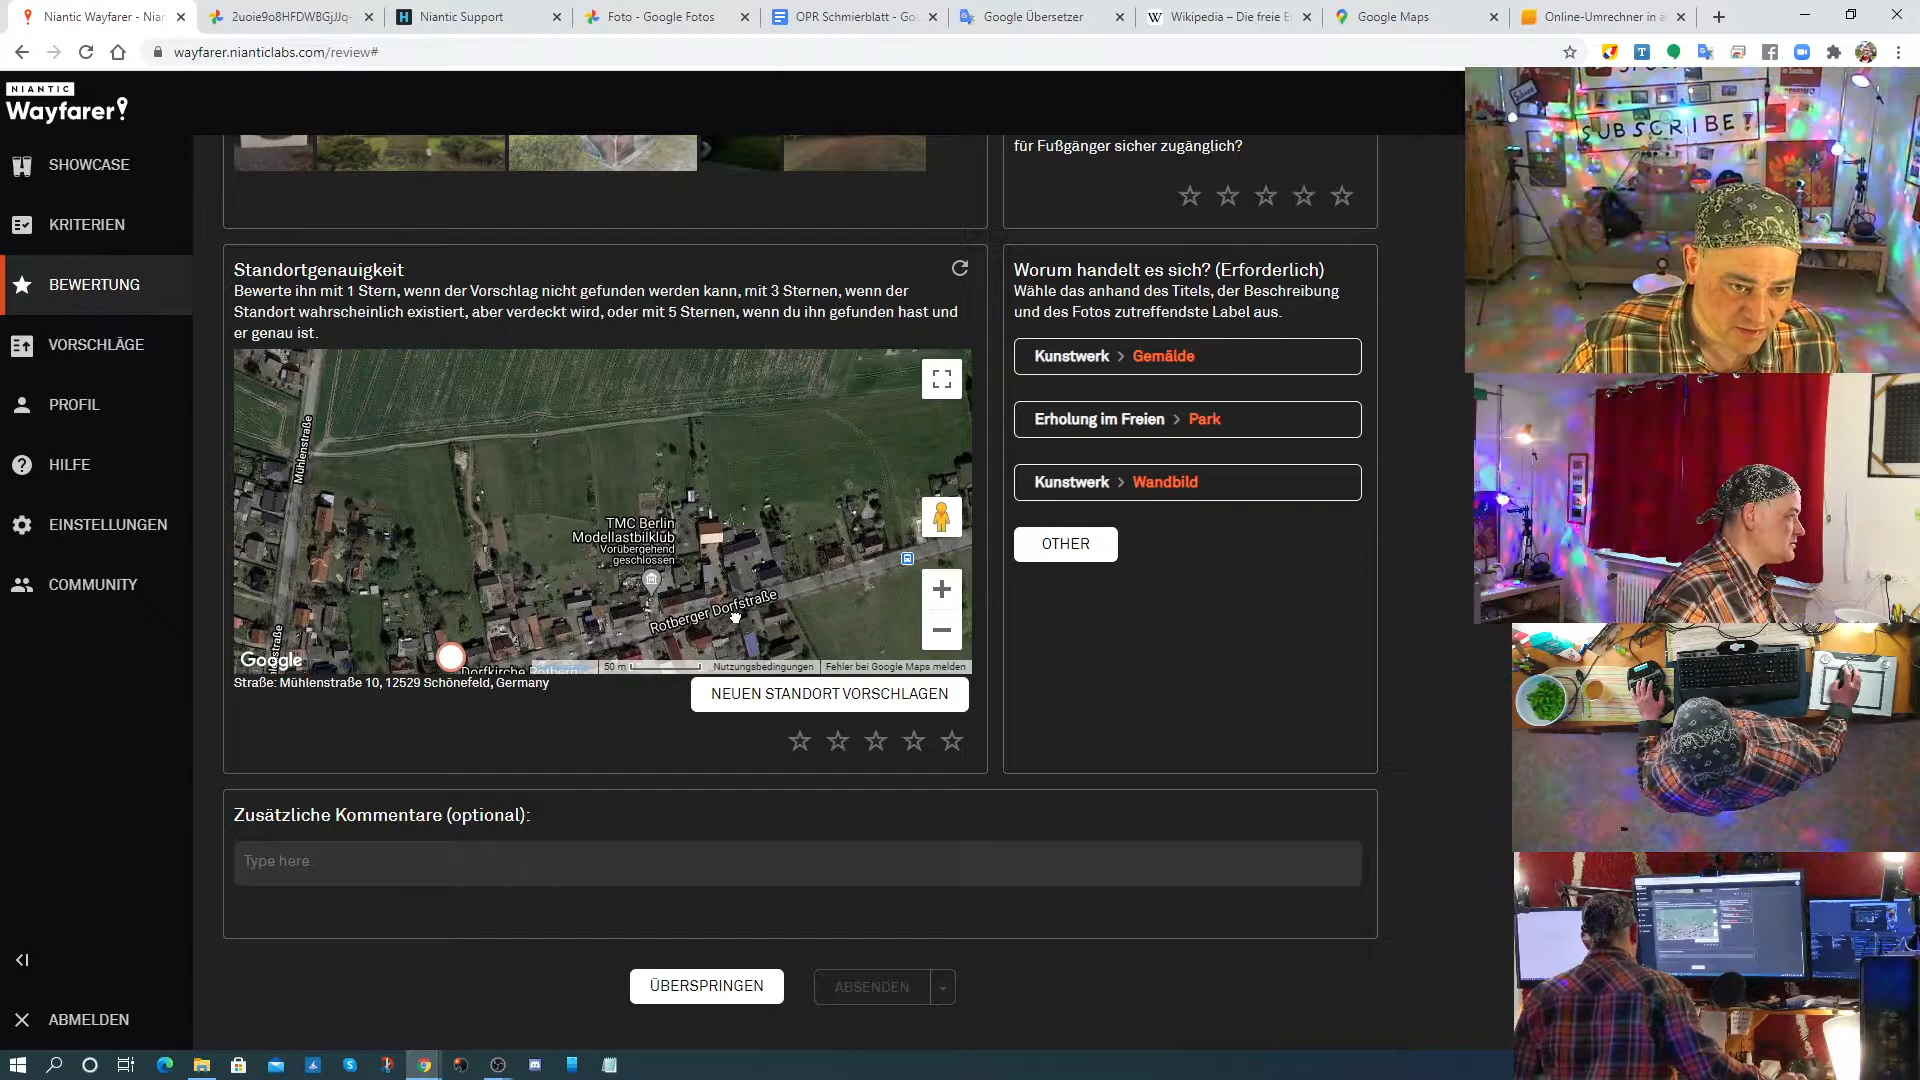 Niantic Wayfarer - Nian
2uoie9o8HFDWBGjJJq-
Niantic Support
Foto - Google Fotos
OPR Schmierblatt - Go
Google Übersetzer
Wikipedia – Die freie E
Google Maps
Online-Umrechner in a
wayfarer.nianticlabs.com/review#
NIANTIC
Wayfarer
SHOWCASE
KRITERIEN
BEWERTUNG
VORSCHLÄGE
PROFIL
HILFE
EINSTELLUNGEN
COMMUNITY
ABMELDEN
für Fußgänger sicher zugänglich?
Standortgenauigkeit
Bewerte ihn mit 1 Stern, wenn der Vorschlag nicht gefunden werden kann, mit 3 Sternen, wenn der
Standort wahrscheinlich existiert, aber verdeckt wird, oder mit 5 Sternen, wenn du ihn gefunden hast und
er genau ist.
Mühlenstraße
TMC Berlin
Modellastbilklub
Vorübergehend
geschlossen
Rotberger Dorfstraße
Dorfkirche Rotberg
Google
50 m
Nutzungsbedingungen
Fehler bei Google Maps melden
Straße: Mühlenstraße 10, 12529 Schönefeld, Germany
NEUEN STANDORT VORSCHLAGEN
Worum handelt es sich? (Erforderlich)
Wähle das anhand des Titels, der Beschreibung
und des Fotos zutreffendste Label aus.
Kunstwerk > Gemälde
Erholung im Freien > Park
Kunstwerk > Wandbild
OTHER
Zusätzliche Kommentare (optional):
Type here
ÜBERSPRINGEN
ABSENDEN
SUBSCRIBE!